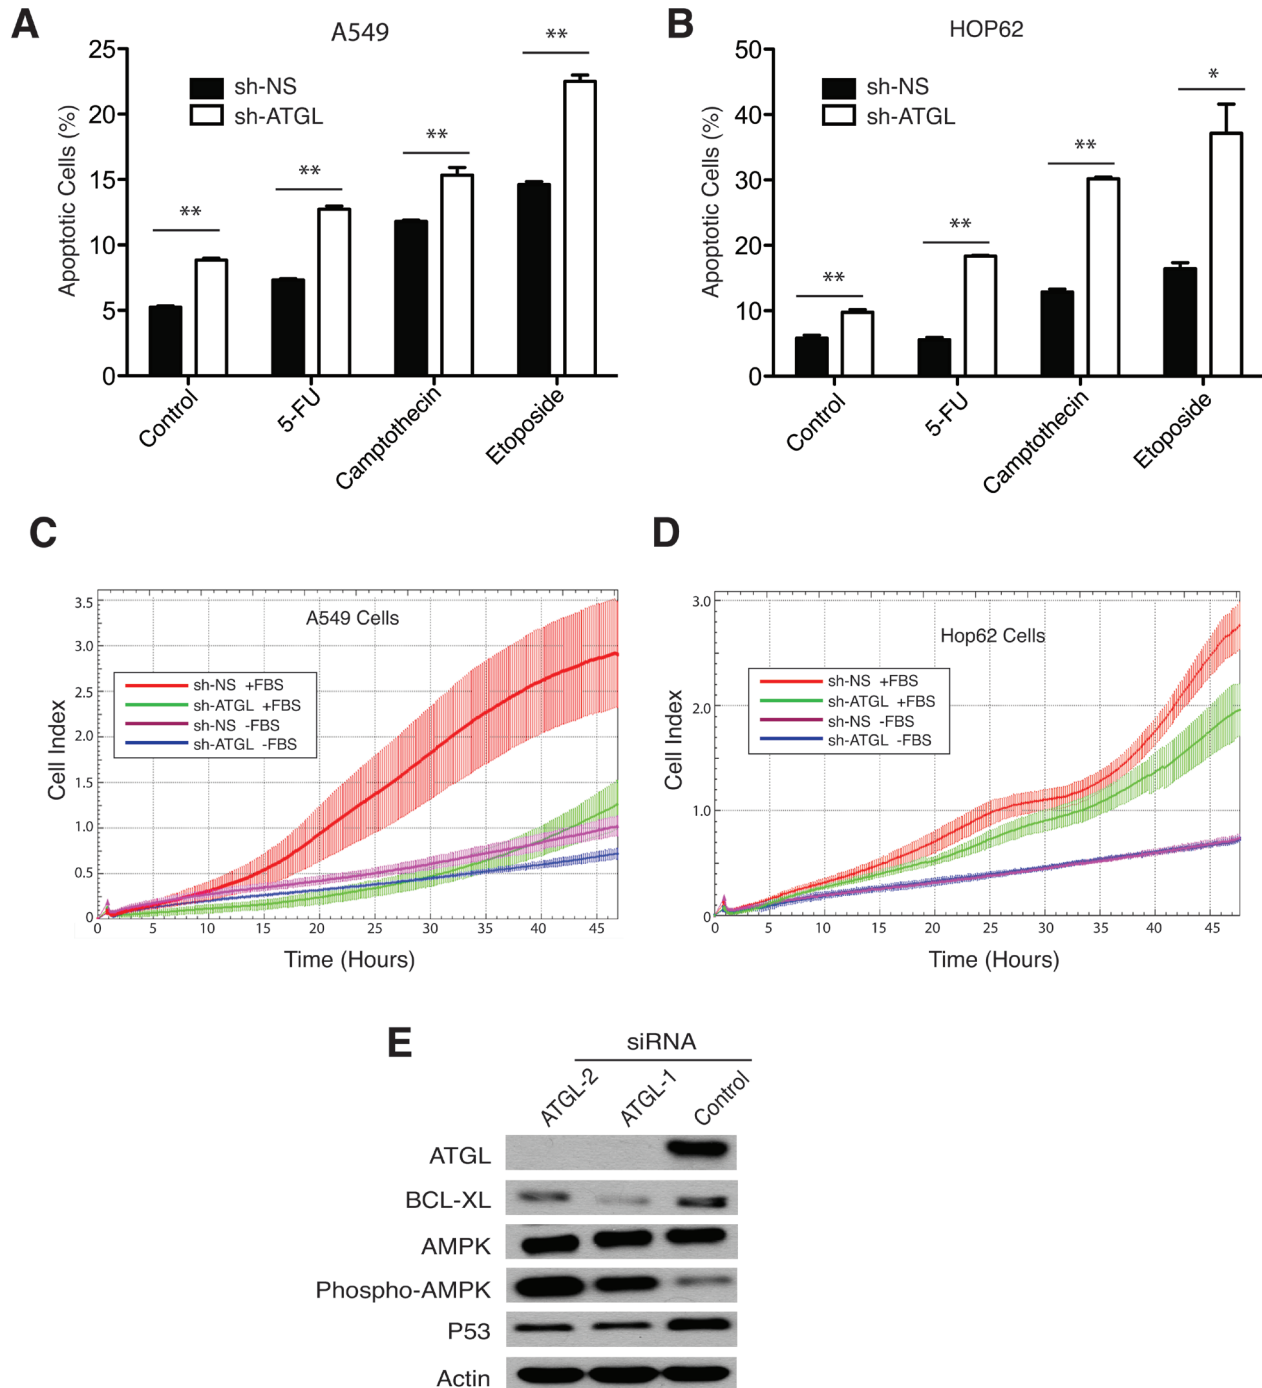 A
A549
25
20
15
10
5
0
Apoptotic Cells (%)
sh-NS
sh-ATGL
**
**
**
**
Control
5-FU
Camptothecin
Etoposide
B
HOP62
50
40
30
20
10
0
Apoptotic Cells (%)
sh-NS
sh-ATGL
**
**
**
*
Control
5-FU
Camptothecin
Etoposide
C
A549 Cells
3.5
3.0
2.5
2.0
1.5
1.0
0.5
0
Cell Index
sh-NS +FBS
sh-ATGL +FBS
sh-NS -FBS
sh-ATGL -FBS
0 5 10 15 20 25 30 35 40 45
Time (Hours)
D
Hop62 Cells
3.0
2.0
1.0
0
Cell Index
sh-NS +FBS
sh-ATGL +FBS
sh-NS -FBS
sh-ATGL -FBS
0 5 10 15 20 25 30 35 40 45
Time (Hours)
E
siRNA
ATGL-2
ATGL-1
Control
ATGL
BCL-XL
AMPK
Phospho-AMPK
P53
Actin